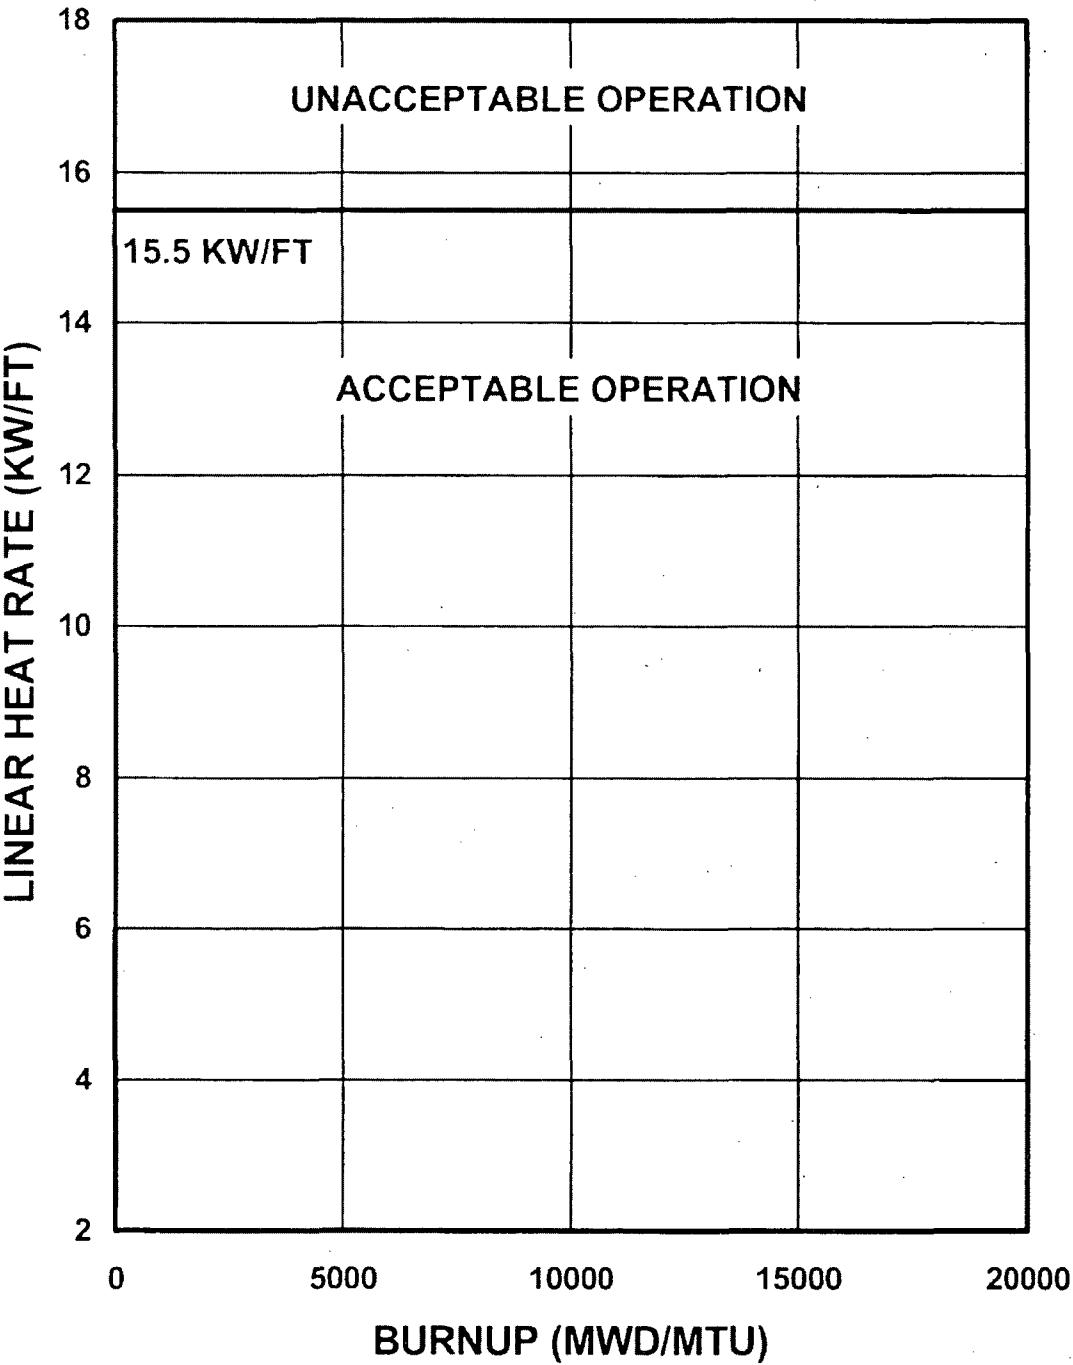 18
UNACCEPTABLE OPERATION
16
15.5 KW/FT
14
ACCEPTABLE OPERATION
12
10
8
6
4
2
LINEAR HEAT RATE (KW/FT)
0 5000 10000 15000 20000
BURNUP (MWD/MTU)